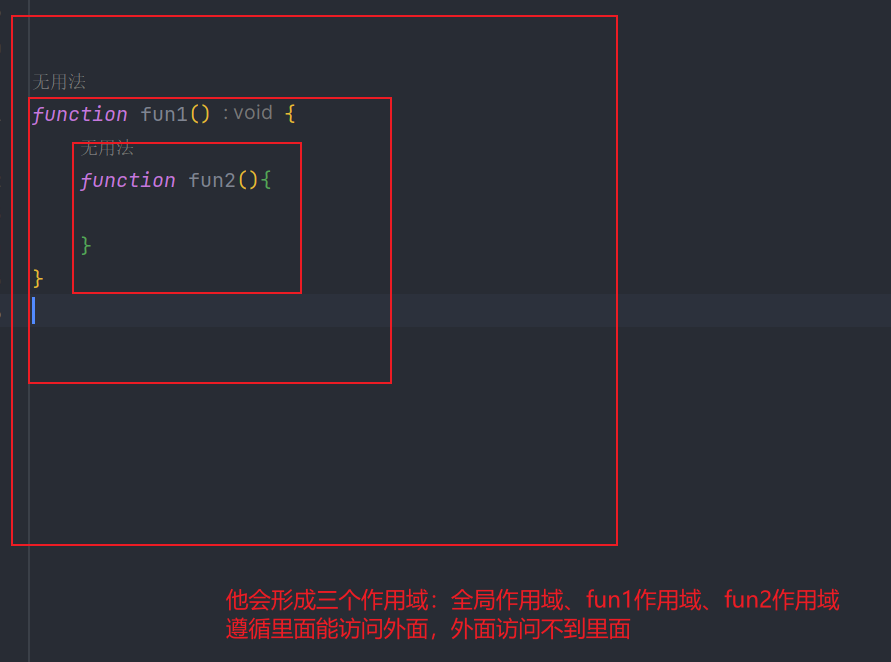 无用法
function fun1() : void {
无用法
function fun2(){
}
}
他会形成三个作用域：全局作用域、fun1作用域、fun2作用域
遵循里面能访问外面，外面访问不到里面